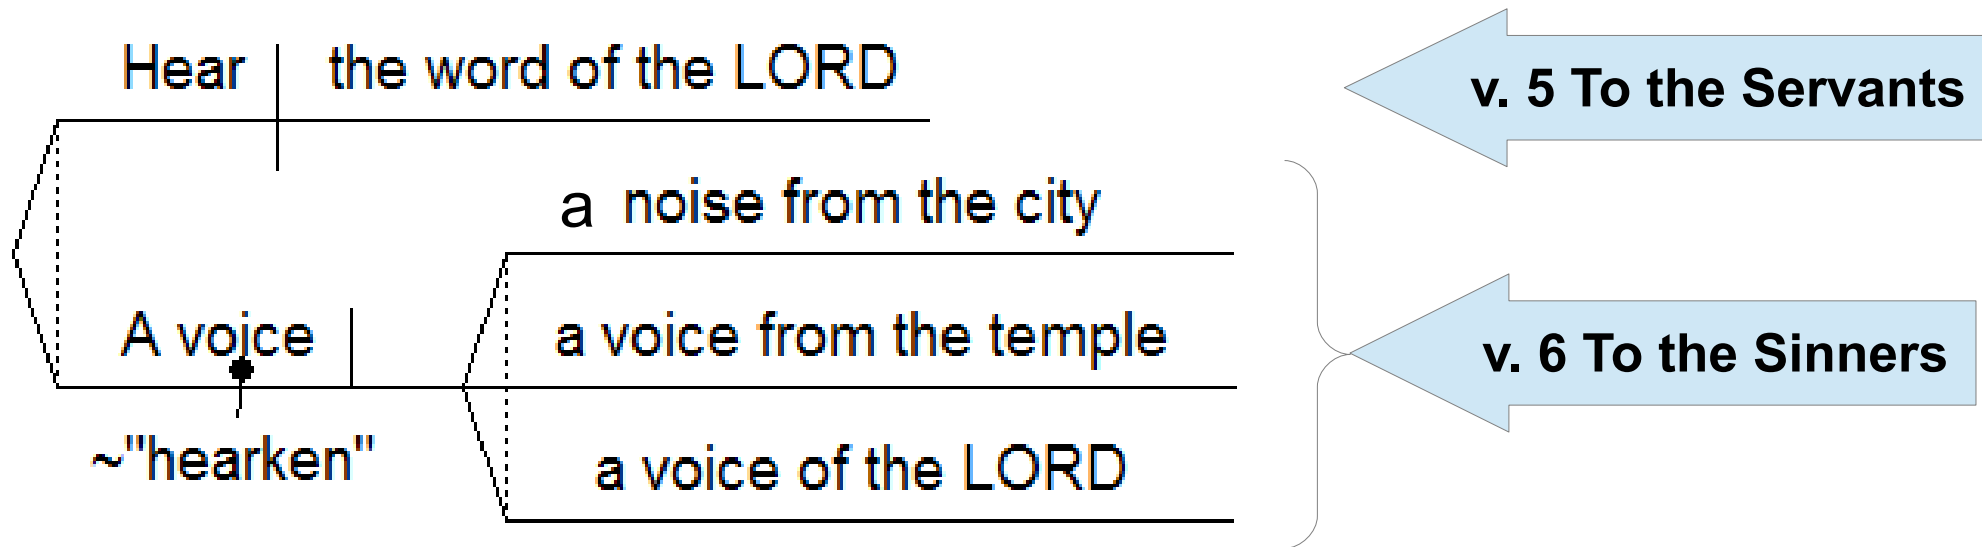 Hear the word of the LORD
v. 5 To the Servants
a noise from the city
A voice
a voice from the temple
v. 6 To the Sinners
~"hearken"
a voice of the LORD